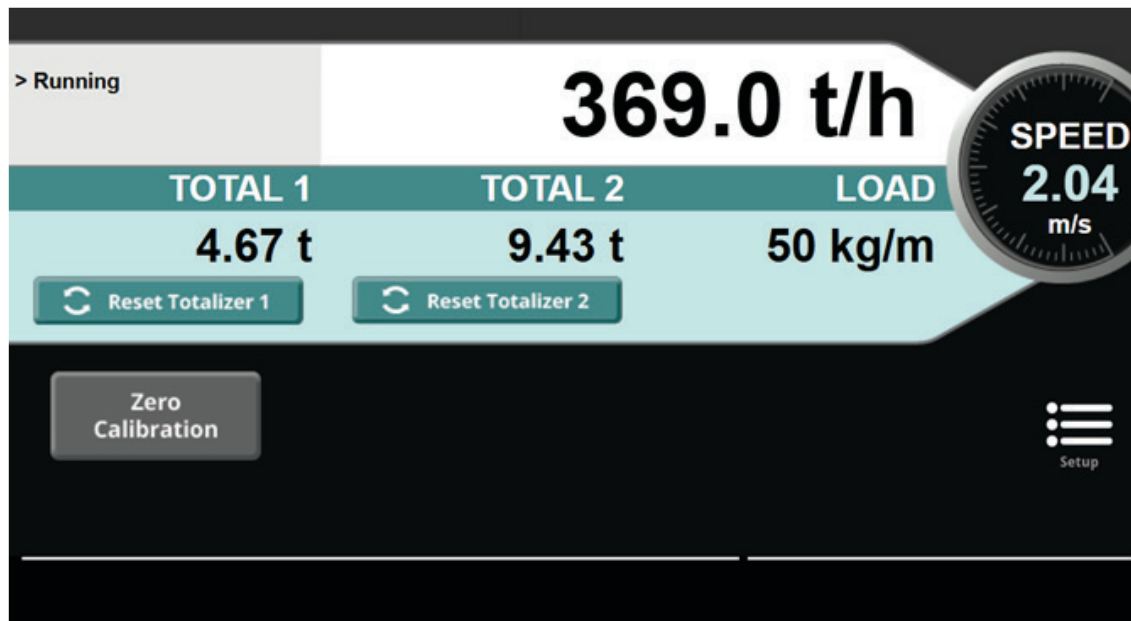 > Running
369.0 t/h
SPEED
2.04
m/s
TOTAL 1
TOTAL 2
LOAD
4.67 t
9.43 t
50 kg/m
Reset Totalizer 1
Reset Totalizer 2
Zero
Calibration
Setup